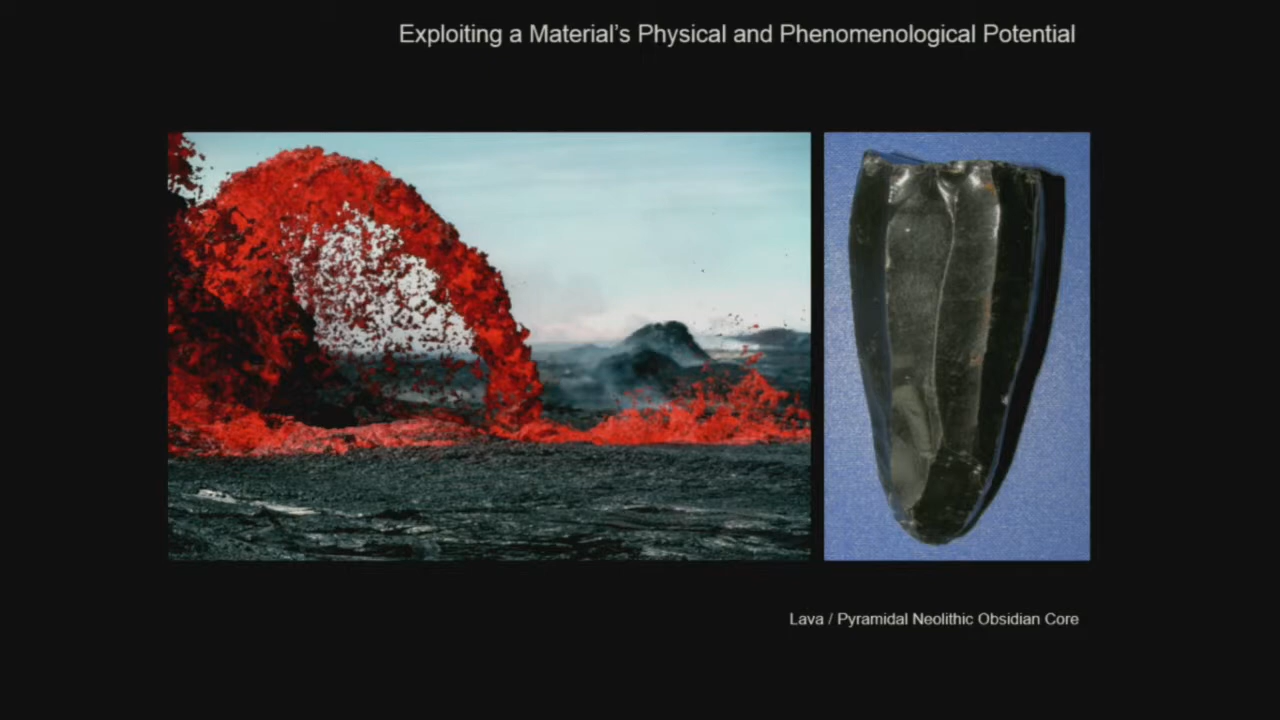 Exploiting a Material’s Physical and Phenomenological Potential
Lava / Pyramidal Neolithic Obsidian Core